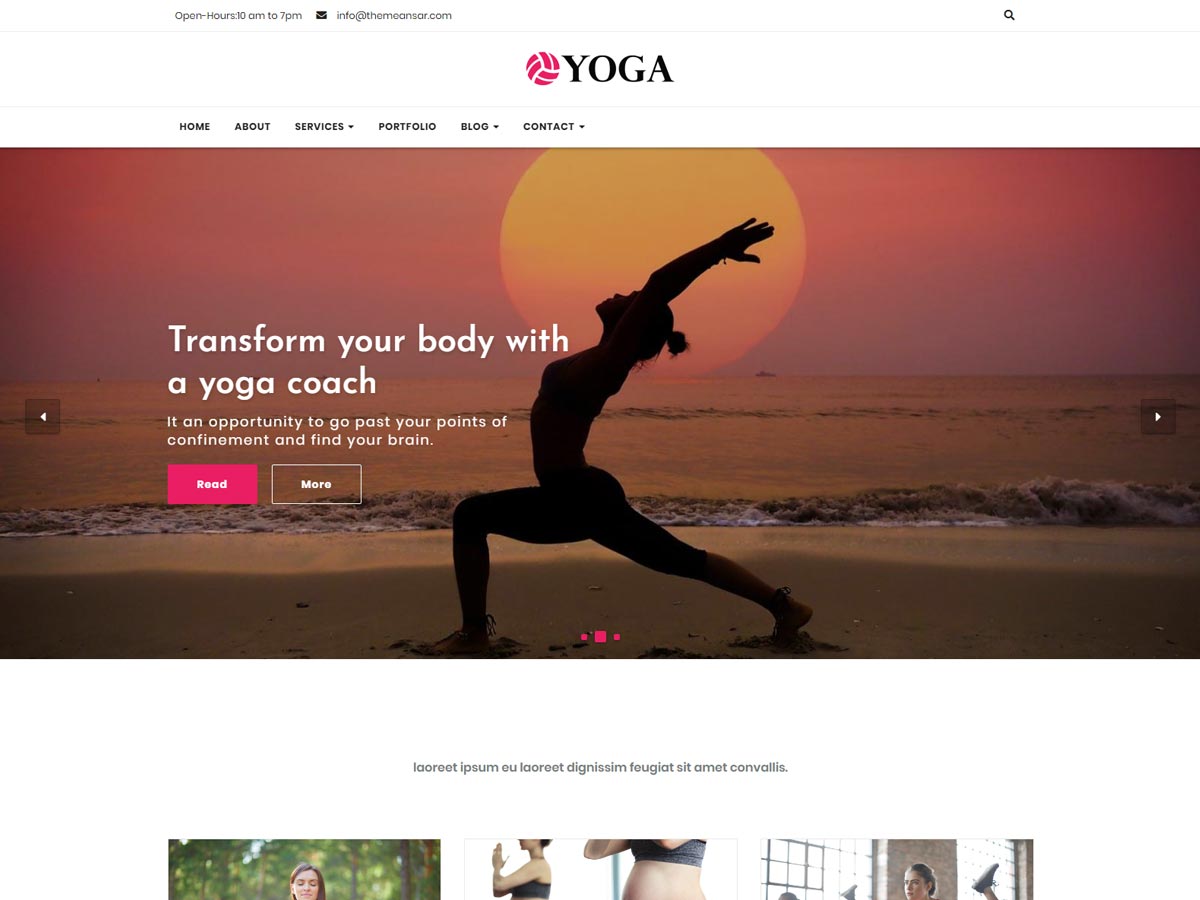 Open-Hours:10 am to 7pm info@themeansar.com
YOGA
HOME ABOUT SERVICES PORTFOLIO BLOG CONTACT
Transform your body with
a yoga coach
It an opportunity to go past your points of
confinement and find your brain.
Read More
laoreet ipsum eu laoreet dignissim feugiat sit amet convallis.